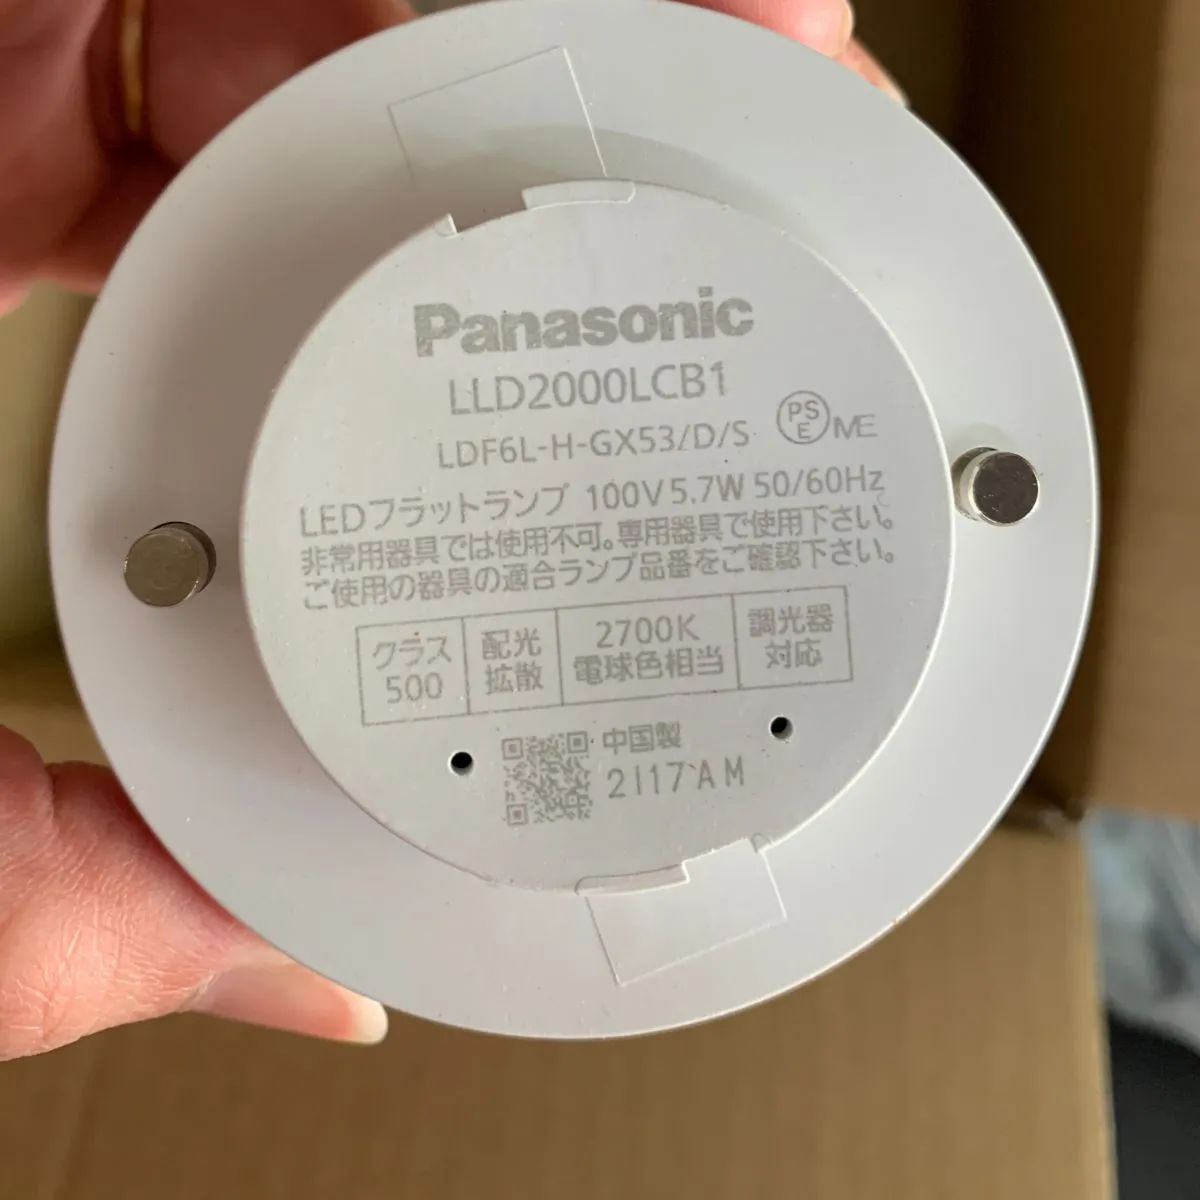 Panasonic
LLD2000LCB1
LDF6L-H-GX53/D/S
PS
E
ME
LEDフラットランプ 100V 5.7W 50/60Hz
非常用器具では使用不可。専用器具で使用下さい。
ご使用の器具の適合ランプ品番をご確認下さい。
クラス
500
配光
拡散
2700K
電球色相当
調光器
対応
中国製
2117AM